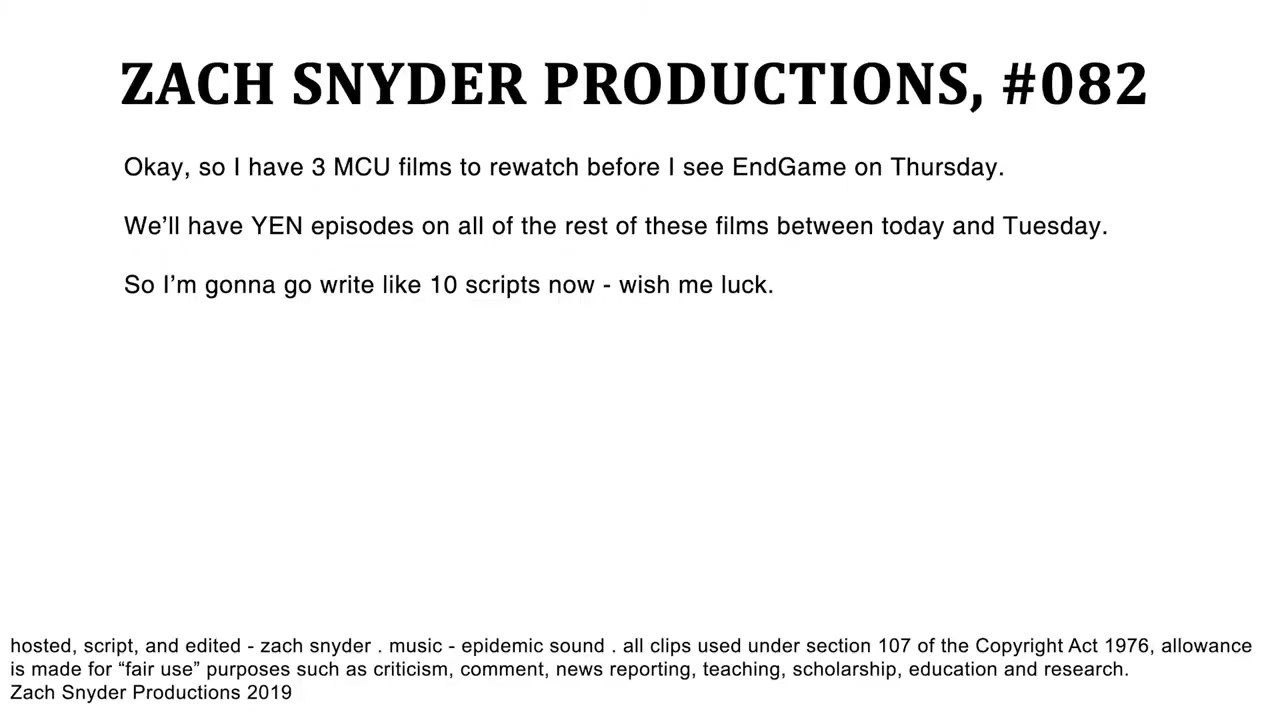 ZACH SNYDER PRODUCTIONS, #082
Okay, so I have 3 MCU films to rewatch before I see EndGame on Thursday.
We’ll have YEN episodes on all of the rest of these films between today and Tuesday.
So I’m gonna go write like 10 scripts now - wish me luck.
hosted, script, and edited - zach snyder . music - epidemic sound . all clips used under section 107 of the Copyright Act 1976, allowance
is made for “fair use” purposes such as criticism, comment, news reporting, teaching, scholarship, education and research.
Zach Snyder Productions 2019